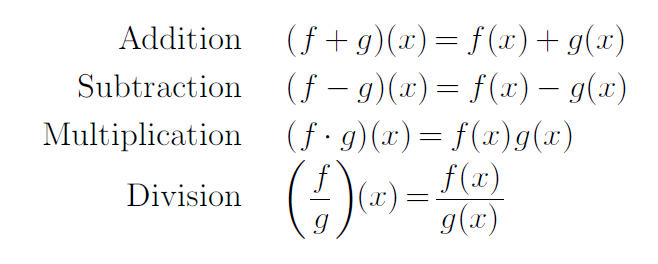 Addition (f + g)(x) = f(x) + g(x)
Subtraction (f − g)(x) = f(x) − g(x)
Multiplication (f · g)(x) = f(x)g(x)
Division (f/g)(x) = f(x)/g(x)